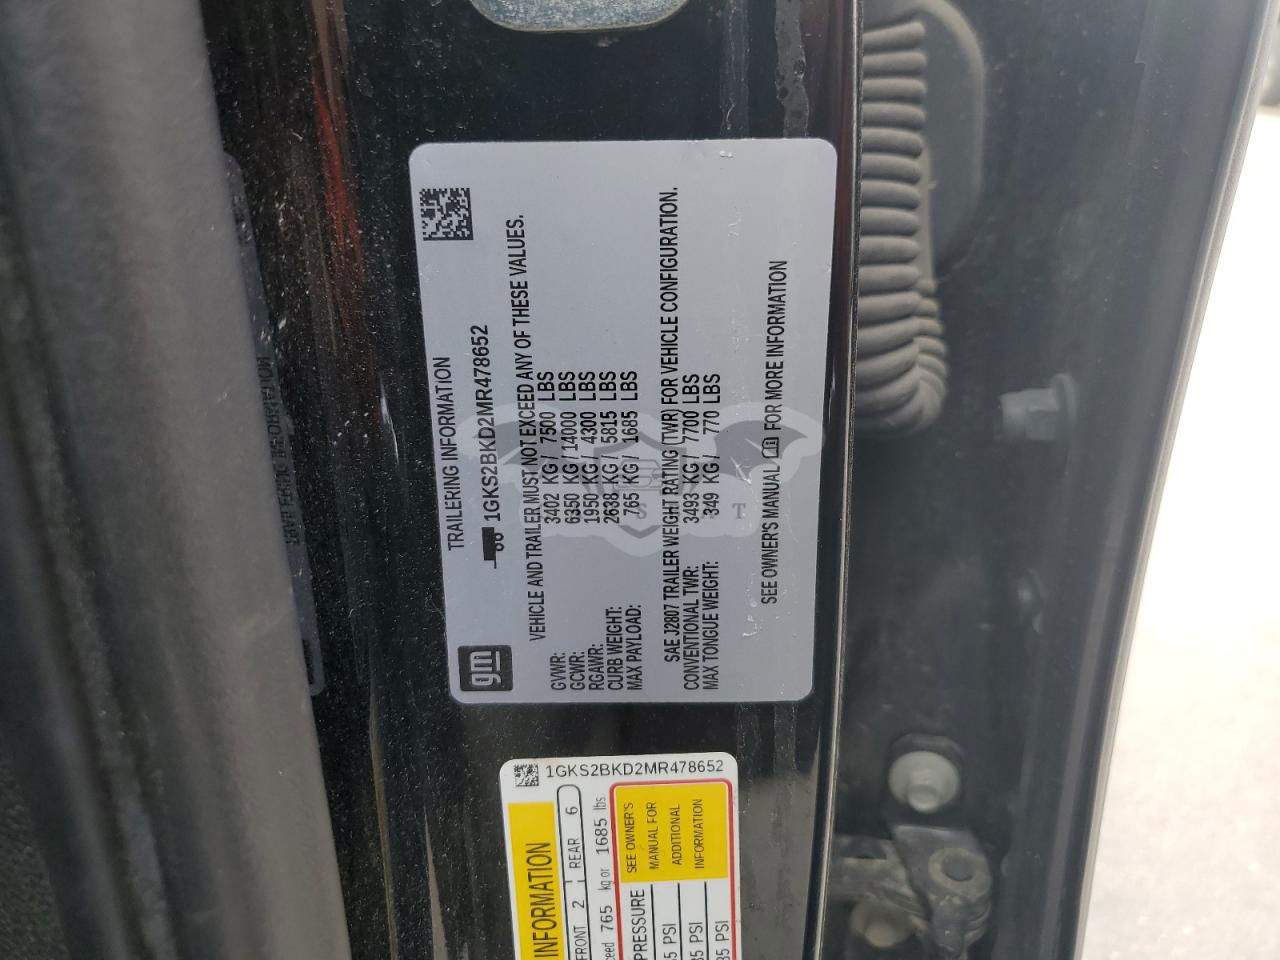 TRAILERING INFORMATION
gm
1GKS2BKD2MR478652
VEHICLE AND TRAILER MUST NOT EXCEED ANY OF THESE VALUES.
GVWR: 3402 KG / 7500 LBS
GCWR: 6350 KG / 14000 LBS
RGAWR: 1950 KG / 4300 LBS
CURB WEIGHT: 2638 KG / 5815 LBS
MAX PAYLOAD: 765 KG / 1685 LBS
SAE J2807 TRAILER WEIGHT RATING (TWR) FOR VEHICLE CONFIGURATION.
CONVENTIONAL TWR: 3493 KG / 7700 LBS
MAX TONGUE WEIGHT: 349 KG / 770 LBS
SEE OWNER'S MANUAL FOR MORE INFORMATION
1GKS2BKD2MR478652
INFORMATION
FRONT 2 REAR 6
765 kg or 1685 lbs
PRESSURE
PSI
PSI
PSI
SEE OWNER'S
MANUAL FOR
ADDITIONAL
INFORMATION